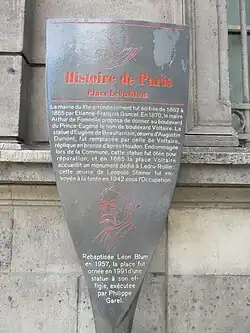 Histoire de Paris
Place Léon Blum
La mairie du XIe arrondissement fut édifiée de 1862 à
1865 par Etienne-François Gancel. En 1870, le maire
Arthur de Fonvielle proposa de donner au boulevard
du Prince-Eugène le nom de boulevard Voltaire. La
statue d'Eugène de Beauharnais, œuvre d'Augustin
Dumont, fut remplacée par celle de Voltaire,
réplique en bronze d'après Houdon. Endommagée
lors de la Commune, cette statue fut ôtée pour
réparation, et en 1885 la place Voltaire
accueillit un monument dédié à Ledru-Rollin :
cette œuvre de Léopold Steiner fut en-
voyée à la fonte en 1942 sous l'Occupation.
Rebaptisée Léon Blum
en 1957, la place fut
ornée en 1991 d'une
statue à son ef-
figie, exécutée
par Philippe
Garel.